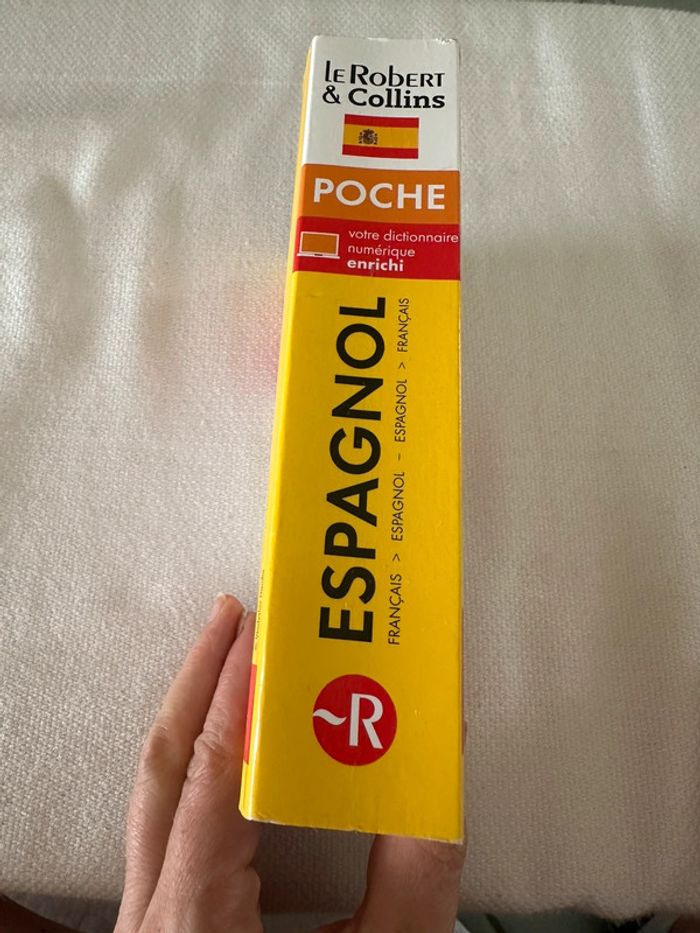 le Robert
& Collins
POCHE
votre dictionnaire
numérique
enrichi
ESPAGNOL
FRANÇAIS > ESPAGNOL - ESPAGNOL > FRANÇAIS
~R